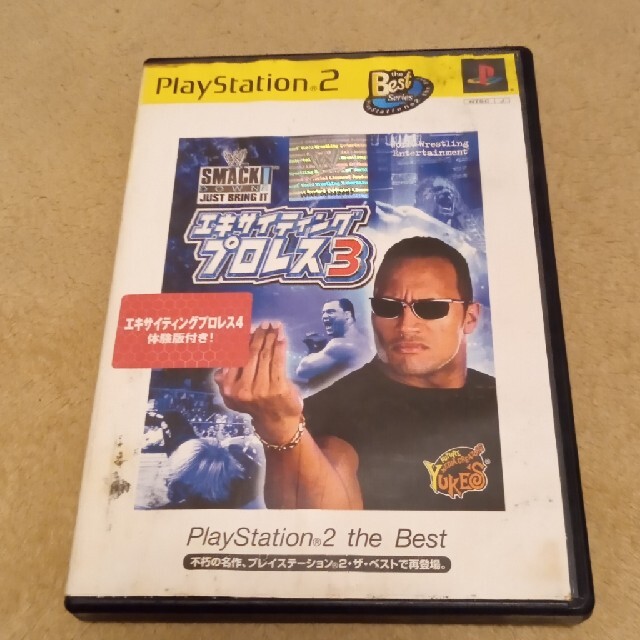 PlayStation®2
the
Best
Series
NTSC J
World Wrestling
Entertainment
SMACK
DOWN!
JUST BRING IT
エキサイティング
プロレス3
エキサイティングプロレス4
体験版付き!
YUKE'S
PlayStation®2 the Best
不朽の名作、プレイステーション®2・ザ・ベストで再登場。